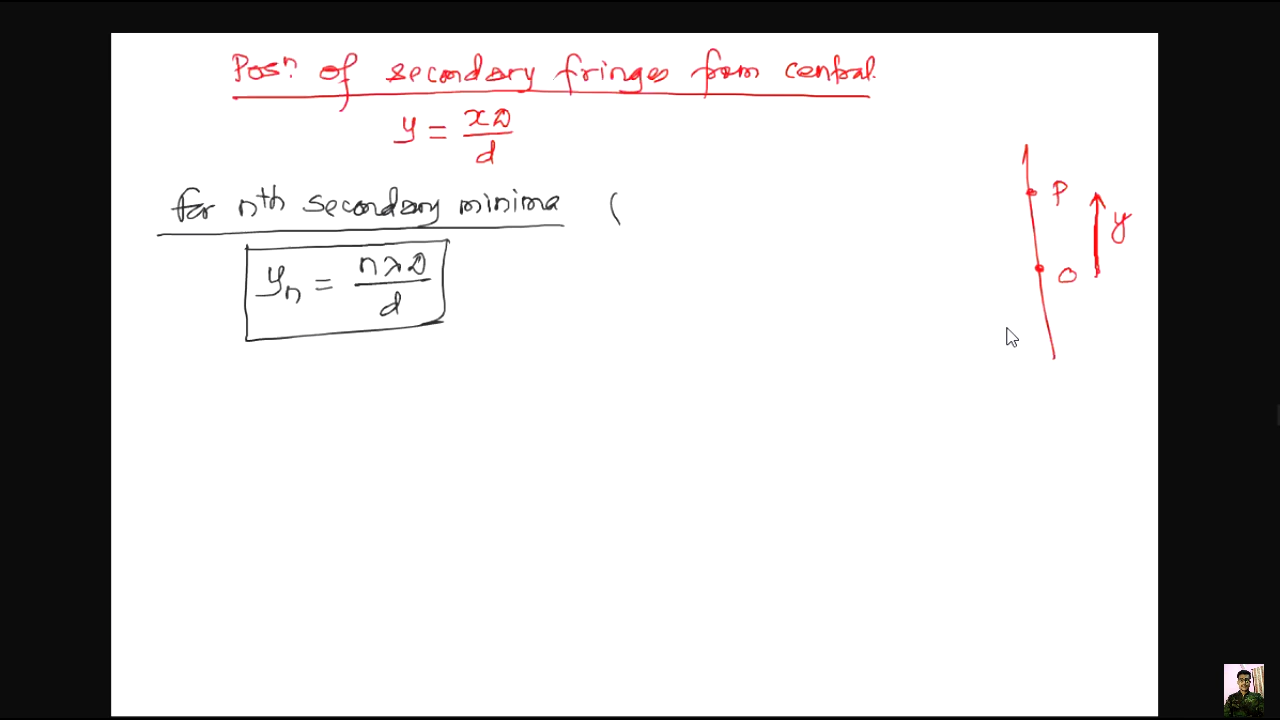 Posⁿ of secondary fringes from central.
y = xD/d
for nth secondary minima (
yₙ = nλD/d
P
y
O